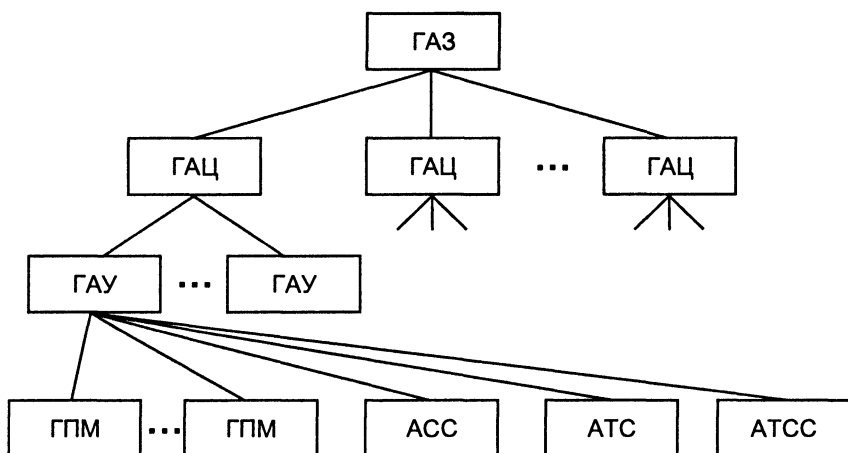 ГАЗ
ГАЦ ГАЦ ... ГАЦ
ГАУ ... ГАУ
ГПМ ... ГПМ АСС АТС АТСС